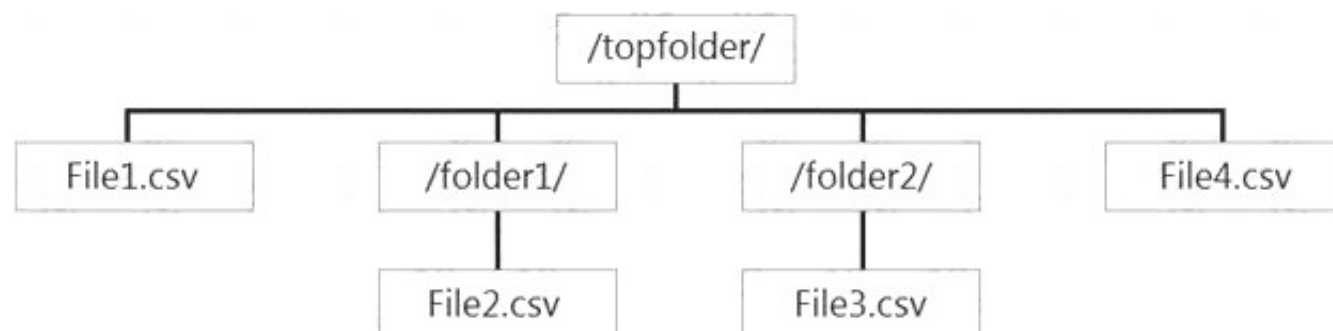 /topfolder/
File1.csv
/folder1/
/folder2/
File4.csv
File2.csv
File3.csv